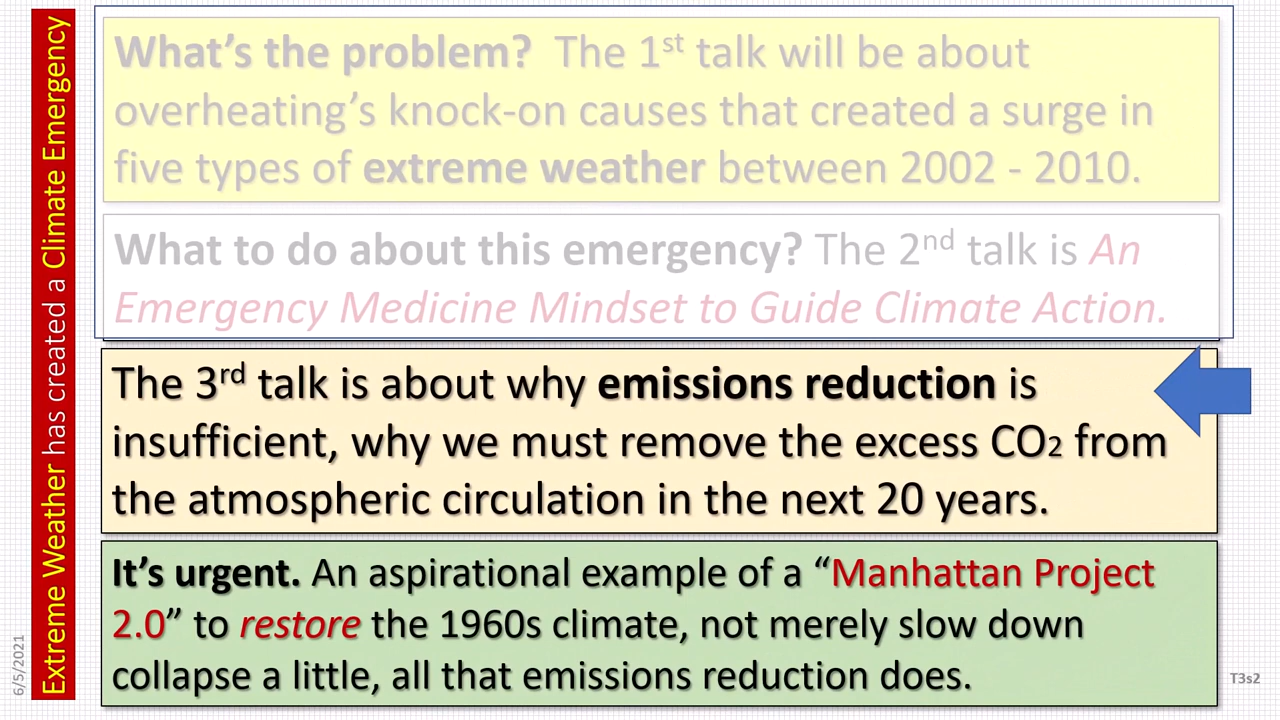 Extreme Weather has created a Climate Emergency
What’s the problem? The 1st talk will be about
overheating’s knock-on causes that created a surge in
five types of extreme weather between 2002 - 2010.
What to do about this emergency? The 2nd talk is An
Emergency Medicine Mindset to Guide Climate Action.
The 3rd talk is about why emissions reduction is
insufficient, why we must remove the excess CO2 from
the atmospheric circulation in the next 20 years.
It’s urgent. An aspirational example of a “Manhattan Project
2.0” to restore the 1960s climate, not merely slow down
collapse a little, all that emissions reduction does.
6/5/2021
T3s2